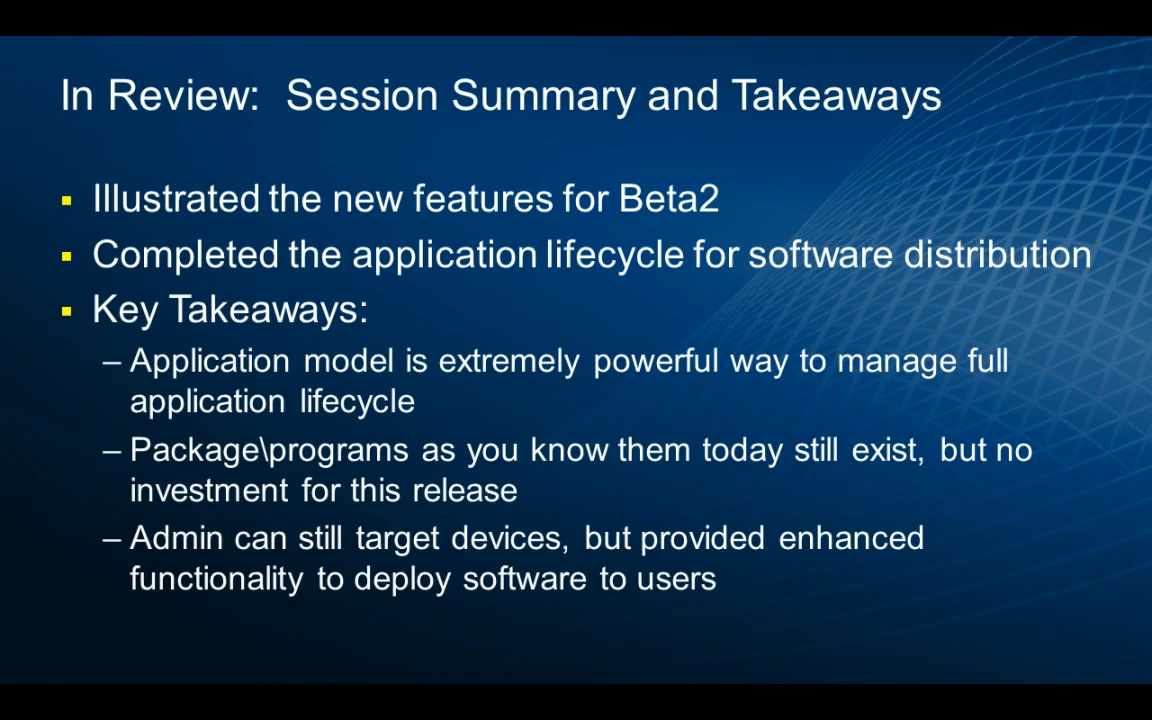 In Review: Session Summary and Takeaways
Illustrated the new features for Beta2
Completed the application lifecycle for software distribution
Key Takeaways:
– Application model is extremely powerful way to manage full
application lifecycle
– Package\programs as you know them today still exist, but no
investment for this release
– Admin can still target devices, but provided enhanced
functionality to deploy software to users